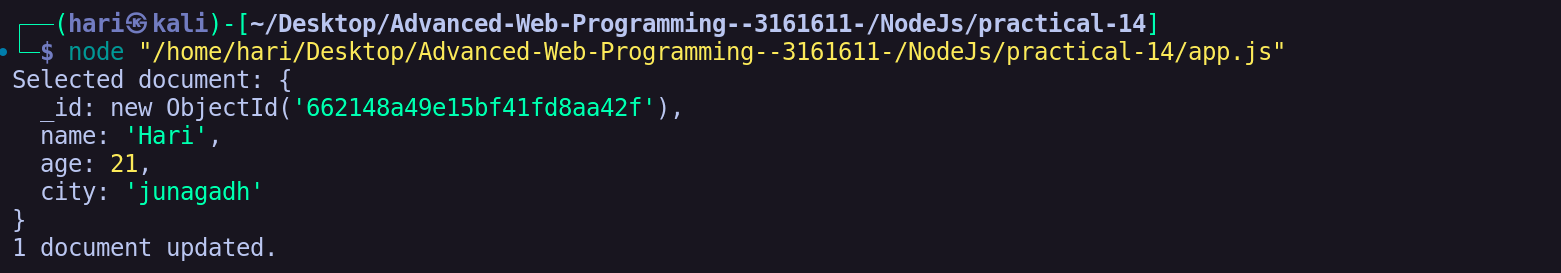 ┌──(hari㉿kali)-[~/Desktop/Advanced-Web-Programming--3161611-/NodeJs/practical-14]
└─$ node "/home/hari/Desktop/Advanced-Web-Programming--3161611-/NodeJs/practical-14/app.js"
Selected document: {
  _id: new ObjectId('662148a49e15bf41fd8aa42f'),
  name: 'Hari',
  age: 21,
  city: 'junagadh'
}
1 document updated.